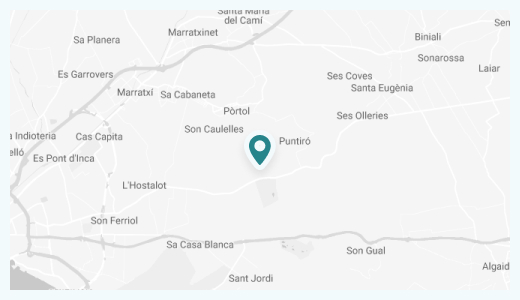 Santa Maria
del Camí
Sen
Marratxinet
Sa Planera
Biniali
Sonarossa
Laiar
Es Garrovers
Ses Coves
Santa Eugènia
Marratxí
Sa Cabaneta
Pòrtol
Ses Olleries
Son Caulelles
a Indioteria
Cas Capita
Puntiró
elló
Es Pont d'Inca
L'Hostalot
Son Ferriol
Sa Casa Blanca
Son Gual
Algaid
Sant Jordi